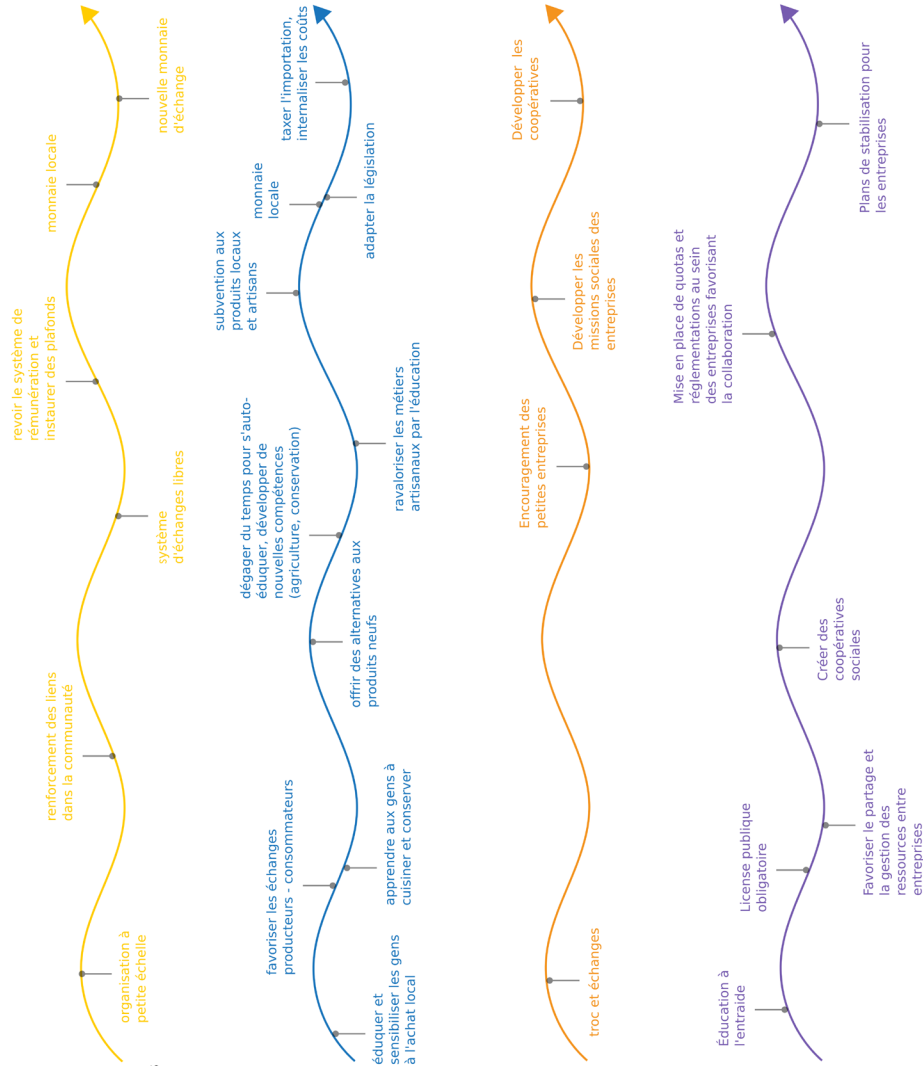 organisation à
petite échelle
renforcement des liens
dans la communauté
système
d'échanges libres
revoir le système de
rémunération et
instaurer des plafonds
monnaie locale
nouvelle monnaie
d'échange
éduquer et
sensibiliser les gens
à l'achat local
favoriser les échanges
producteurs - consommateurs
apprendre aux gens à
cuisiner et conserver
offrir des alternatives aux
produits neufs
dégager du temps pour s'auto-
éduquer, développer de
nouvelles compétences
(agriculture, conservation)
ravaloriser les métiers
artisanaux par l'éducation
subvention aux
produits locaux
et artisans
monnaie
locale
adapter la législation
taxer l'importation,
internaliser les coûts
troc et échanges
Encouragement des
petites entreprises
Développer les
missions sociales des
entreprises
Développer les
coopératives
Éducation à
l'entraide
License publique
obligatoire
Favoriser le partage et
la gestion des
ressources entre
entreprises
Créer des
coopératives
sociales
Mise en place de quotas et
réglementations au sein
des entreprises favorisant
la collaboration
Plans de stabilisation pour
les entreprises